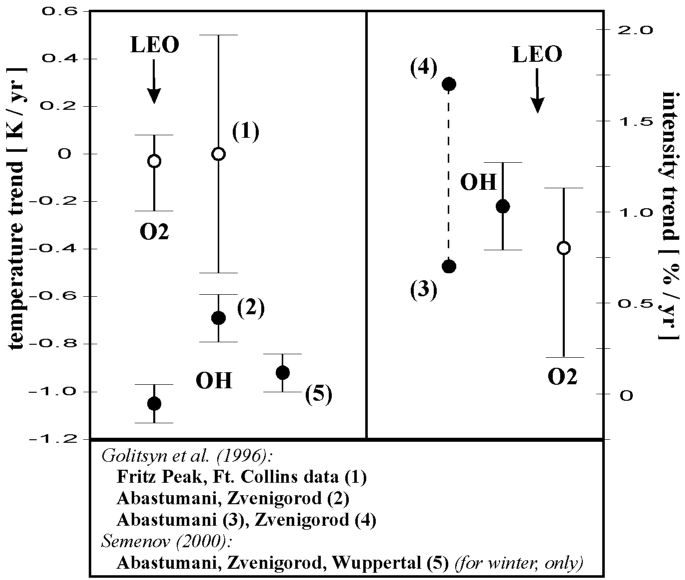 temperature trend [ K / yr ]
0.6
0.4
0.2
0
-0.2
-0.4
-0.6
-0.8
-1.0
-1.2
LEO
(1)
O2
(2)
OH
(5)
(4)
LEO
OH
(3)
O2
2.0
1.5
1.0
0.5
0
intensity trend [ % / yr ]
Golitsyn et al. (1996):
Fritz Peak, Ft. Collins data (1)
Abastumani, Zvenigorod (2)
Abastumani (3), Zvenigorod (4)
Semenov (2000):
Abastumani, Zvenigorod, Wuppertal (5) (for winter, only)